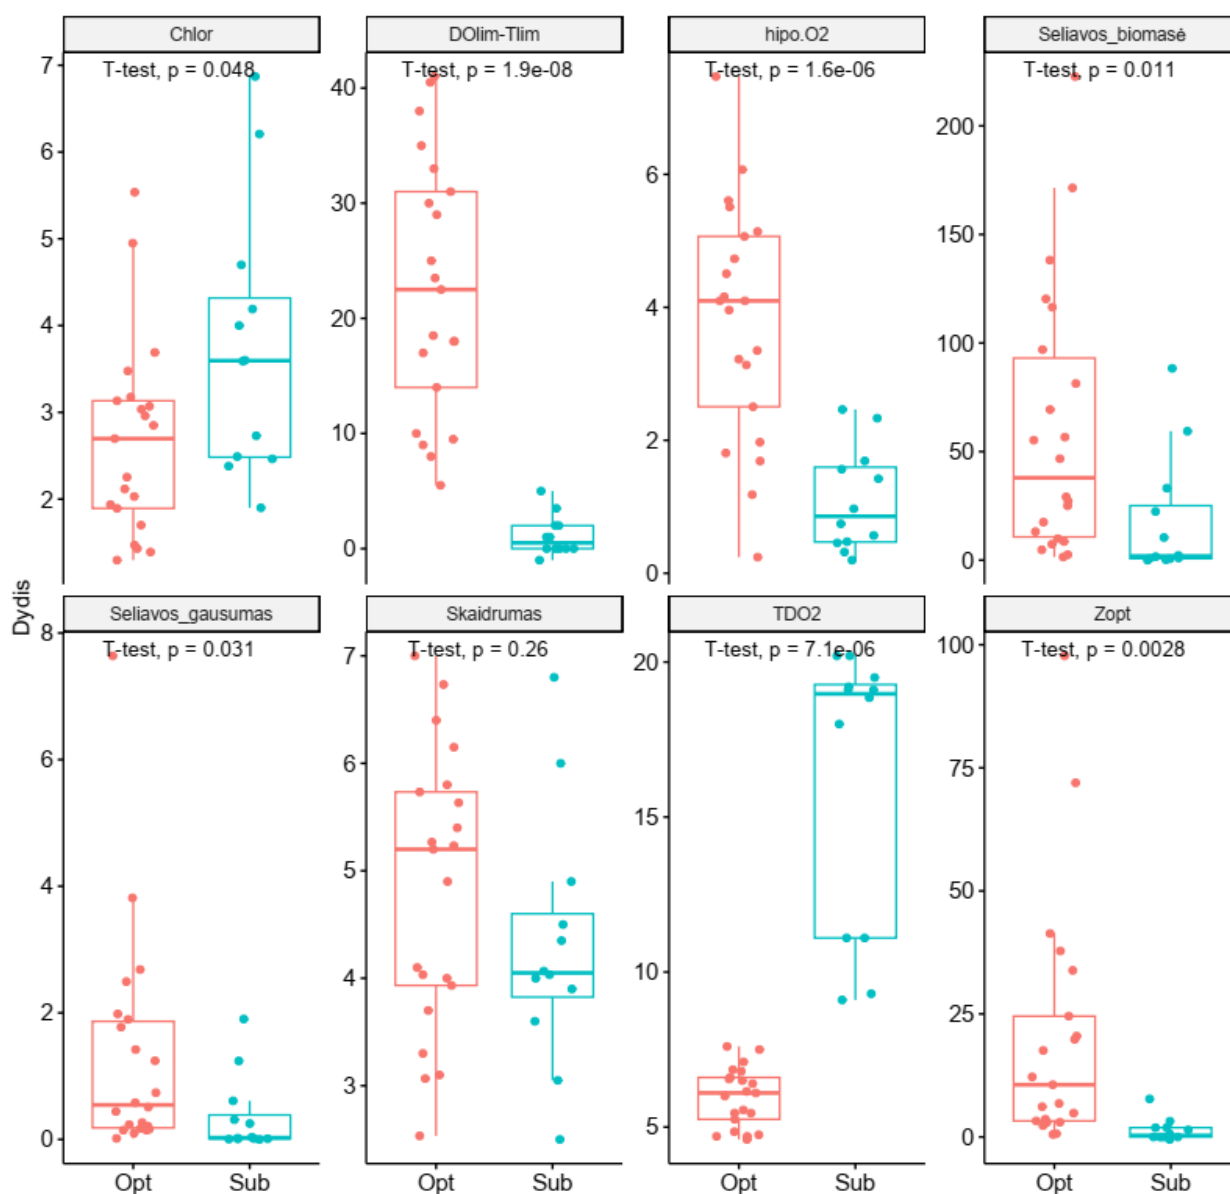 Chlor
DOlim-Tlim
hipo.O2
Seliavos_biomasė
T-test, p = 0.048
T-test, p = 1.9e-08
T-test, p = 1.6e-06
T-test, p = 0.011
7
6
5
4
3
2
40
30
20
10
0
6
4
2
0
200
150
100
50
0
Dydis
Seliavos_gausumas
Skaidrumas
TDO2
Zopt
T-test, p = 0.031
T-test, p = 0.26
T-test, p = 7.1e-06
T-test, p = 0.0028
8
6
4
2
0
7
6
5
4
3
20
15
10
5
100
75
50
25
0
Opt Sub
Opt Sub
Opt Sub
Opt Sub